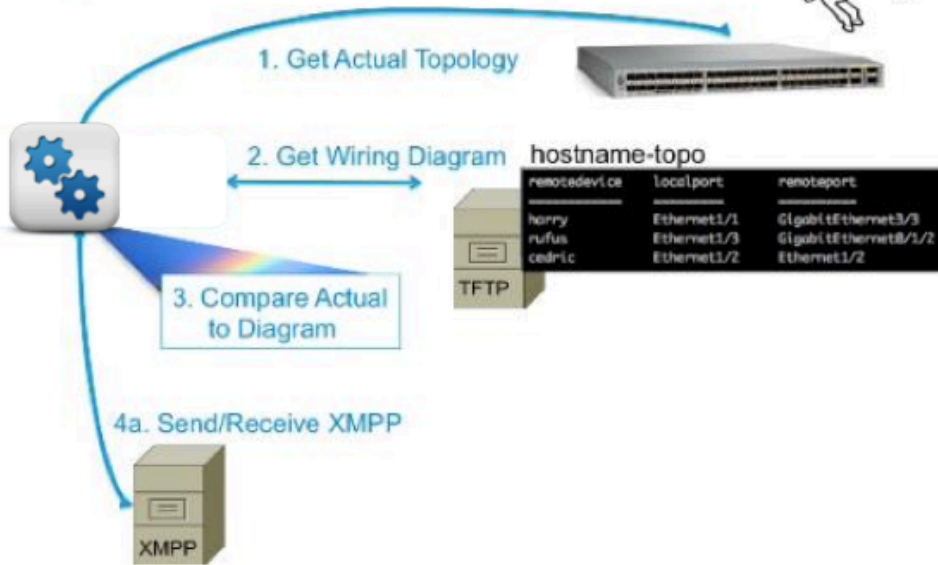 1. Get Actual Topology
2. Get Wiring Diagram
hostname-topo
remotedevice localport remoteport
harry Ethernet1/1 GigabitEthernet3/3
rufus Ethernet1/3 GigabitEthernet0/1/2
cedric Ethernet1/2 Ethernet1/2
TFTP
3. Compare Actual
to Diagram
4a. Send/Receive XMPP
XMPP